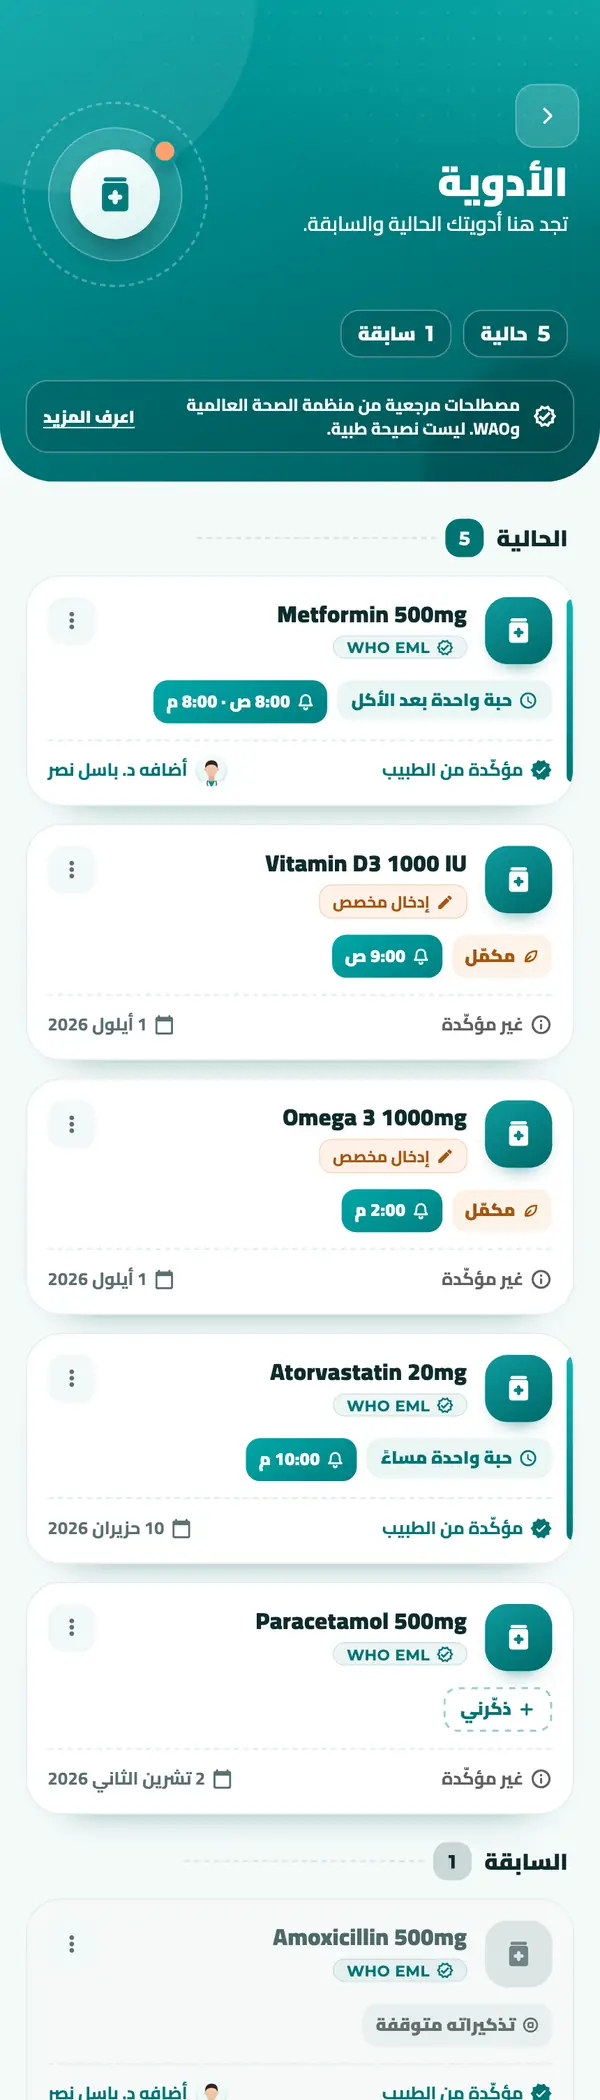 الأدوية
تجد هنا أدويتك الحالية والسابقة.
5 حالية
1 سابقة
مصطلحات مرجعية من منظمة الصحة العالمية
وWAO. ليست نصيحة طبية.
اعرف المزيد
الحالية 5
Metformin 500mg
WHO EML
حبة واحدة بعد الأكل
8:00 ص · 8:00 م
مؤكّدة من الطبيب
أضافه د. باسل نصر
Vitamin D3 1000 IU
إدخال مخصص
مكمّل
9:00 ص
غير مؤكّدة
1 أيلول 2026
Omega 3 1000mg
إدخال مخصص
مكمّل
2:00 م
غير مؤكّدة
1 أيلول 2026
Atorvastatin 20mg
WHO EML
حبة واحدة مساءً
10:00 م
مؤكّدة من الطبيب
10 حزيران 2026
Paracetamol 500mg
WHO EML
+ ذكّرني
غير مؤكّدة
2 تشرين الثاني 2026
السابقة 1
Amoxicillin 500mg
WHO EML
تذكيراته متوقفة
مؤكّدة من الطبيب
أضافه د. باسل نصر